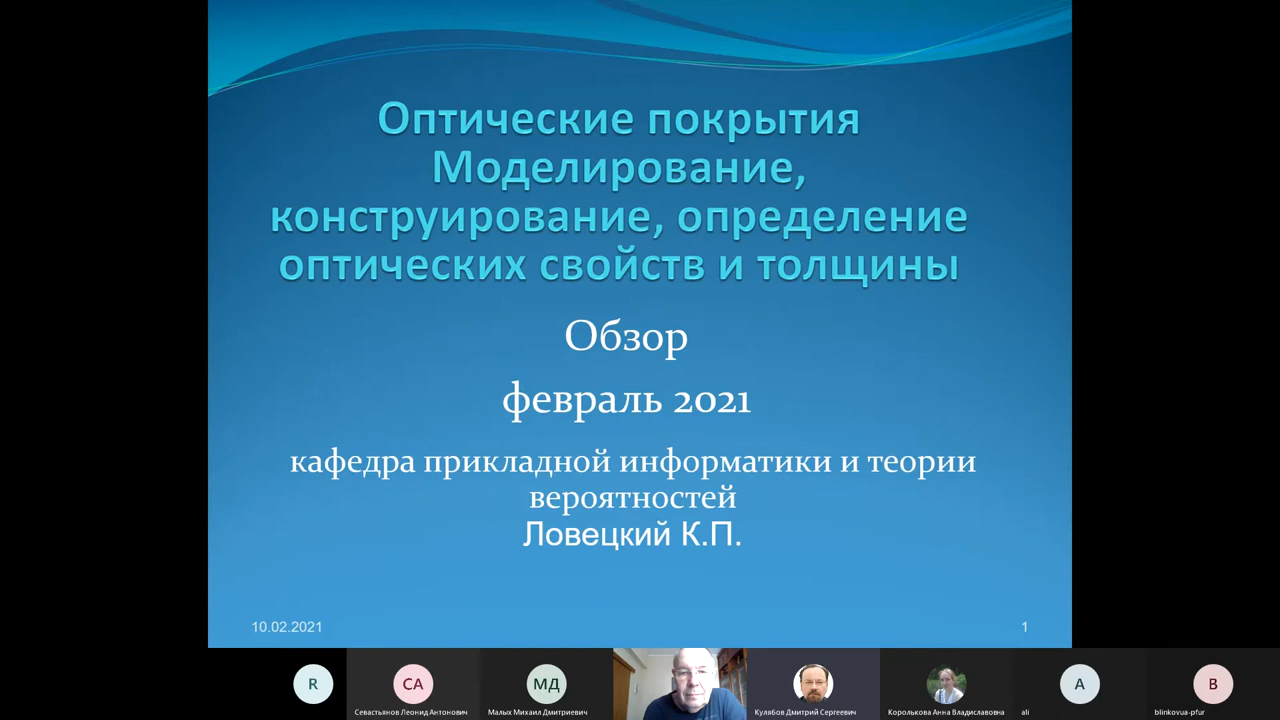 Оптические покрытия
Моделирование,
конструирование, определение
оптических свойств и толщины
Обзор
февраль 2021
кафедра прикладной информатики и теории
вероятностей
Ловецкий К.П.
10.02.2021
1
R
СА
МД
A
B
Севастьянов Леонид Антонович
Малых Михаил Дмитриевич
Кулябов Дмитрий Сергеевич
Королькова Анна Владиславовна
ali
blinkovua-pfur